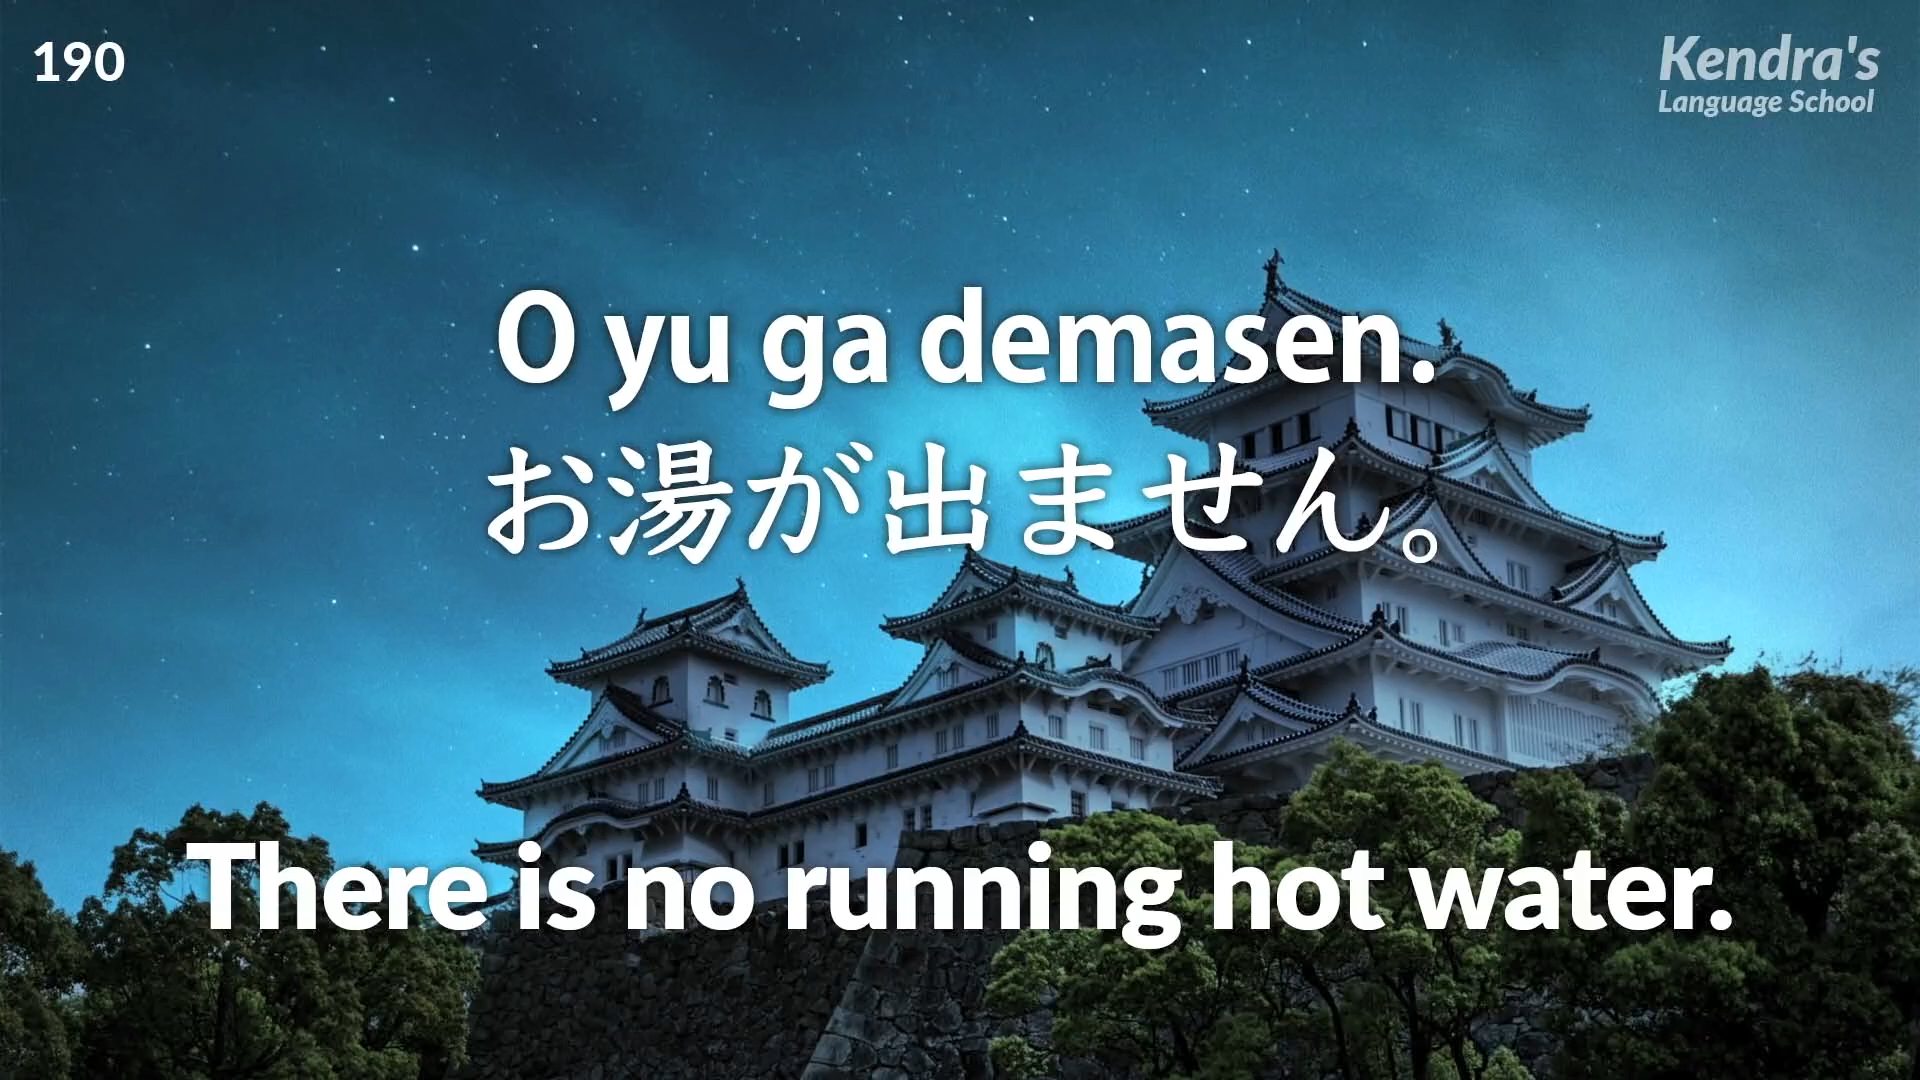 190
Kendra's
Language School
O yu ga demasen.
お湯が出ません。
There is no running hot water.